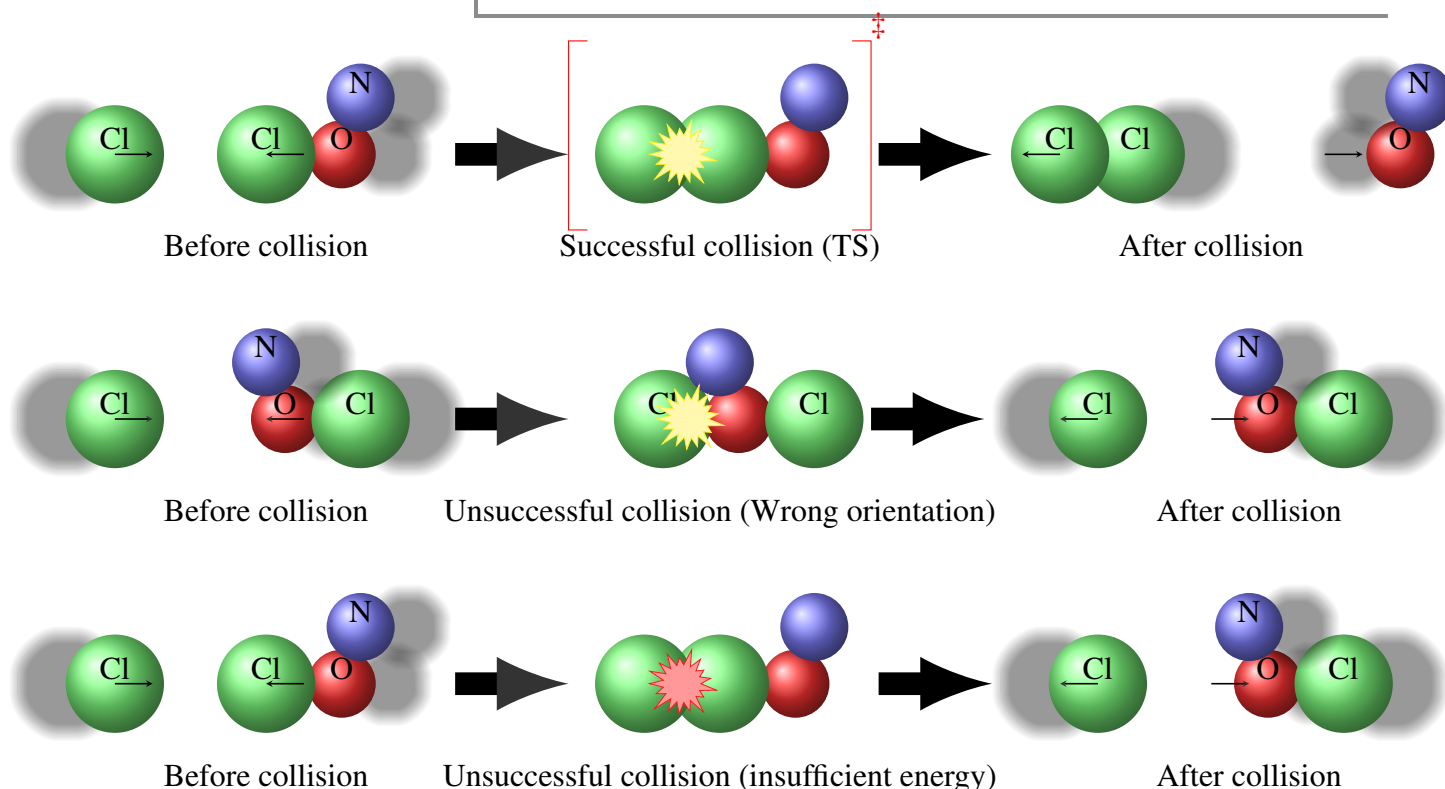 ‡
N
Cl Cl O Cl Cl N O
Before collision Successful collision (TS) After collision
N N
Cl O Cl Cl Cl Cl O Cl
Before collision Unsuccessful collision (Wrong orientation) After collision
N N
Cl Cl O Cl O Cl
Before collision Unsuccessful collision (insufficient energy) After collision